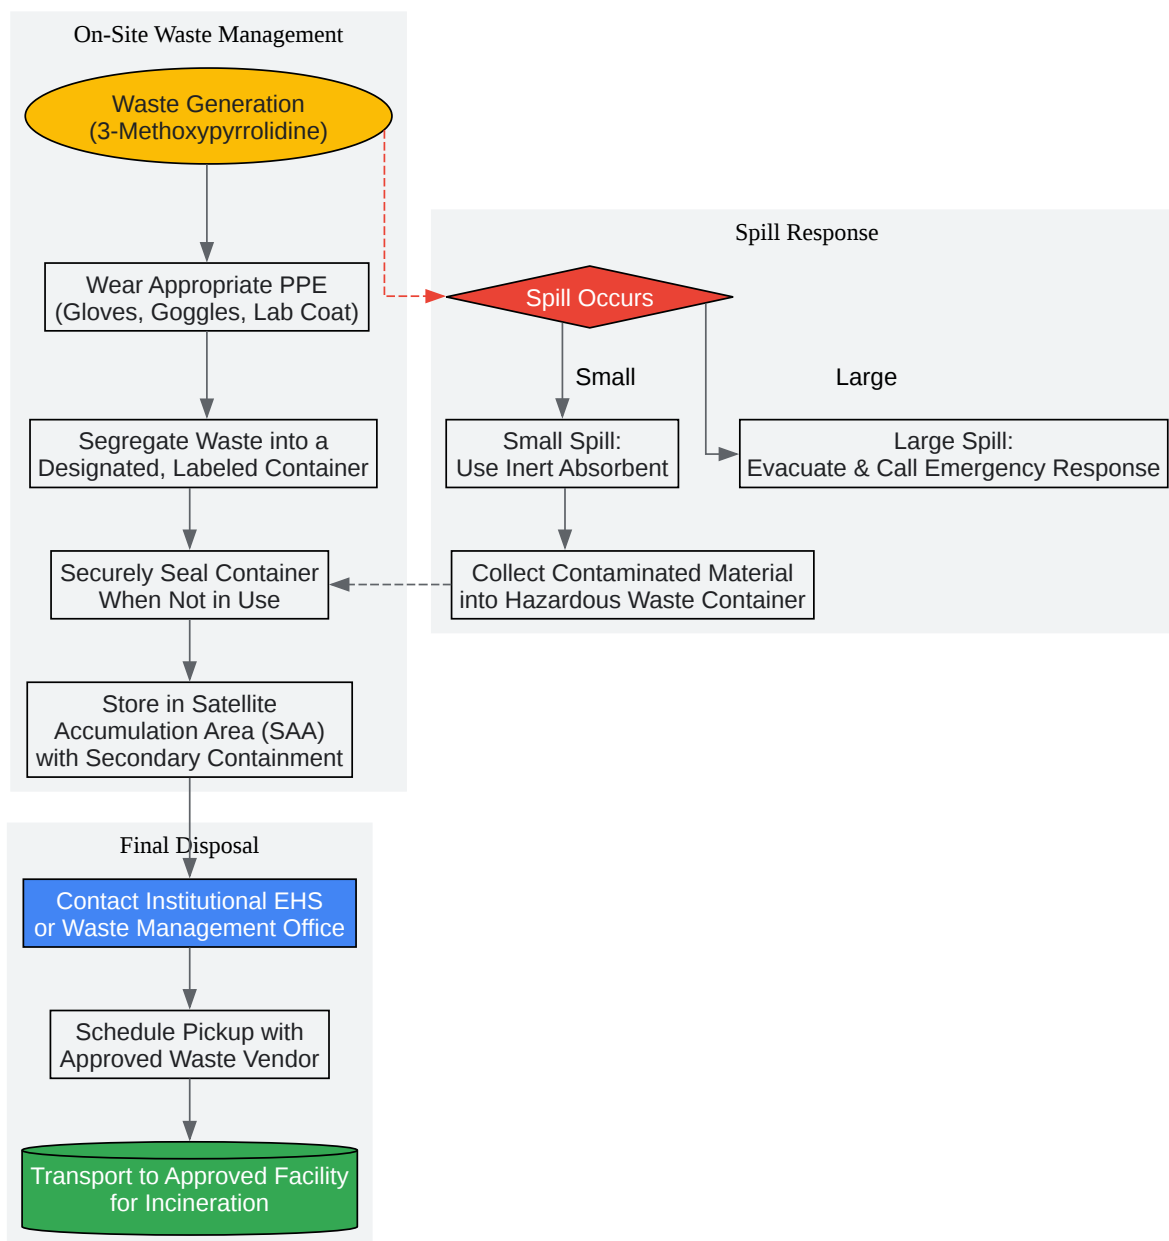 On-Site Waste Management
Waste Generation
(3-Methoxypyrrolidine)
Wear Appropriate PPE
(Gloves, Goggles, Lab Coat)
Segregate Waste into a
Designated, Labeled Container
Securely Seal Container
When Not in Use
Store in Satellite
Accumulation Area (SAA)
with Secondary Containment
Spill Response
Spill Occurs
Small
Large
Small Spill:
Use Inert Absorbent
Large Spill:
Evacuate & Call Emergency Response
Collect Contaminated Material
into Hazardous Waste Container
Final Disposal
Contact Institutional EHS
or Waste Management Office
Schedule Pickup with
Approved Waste Vendor
Transport to Approved Facility
for Incineration